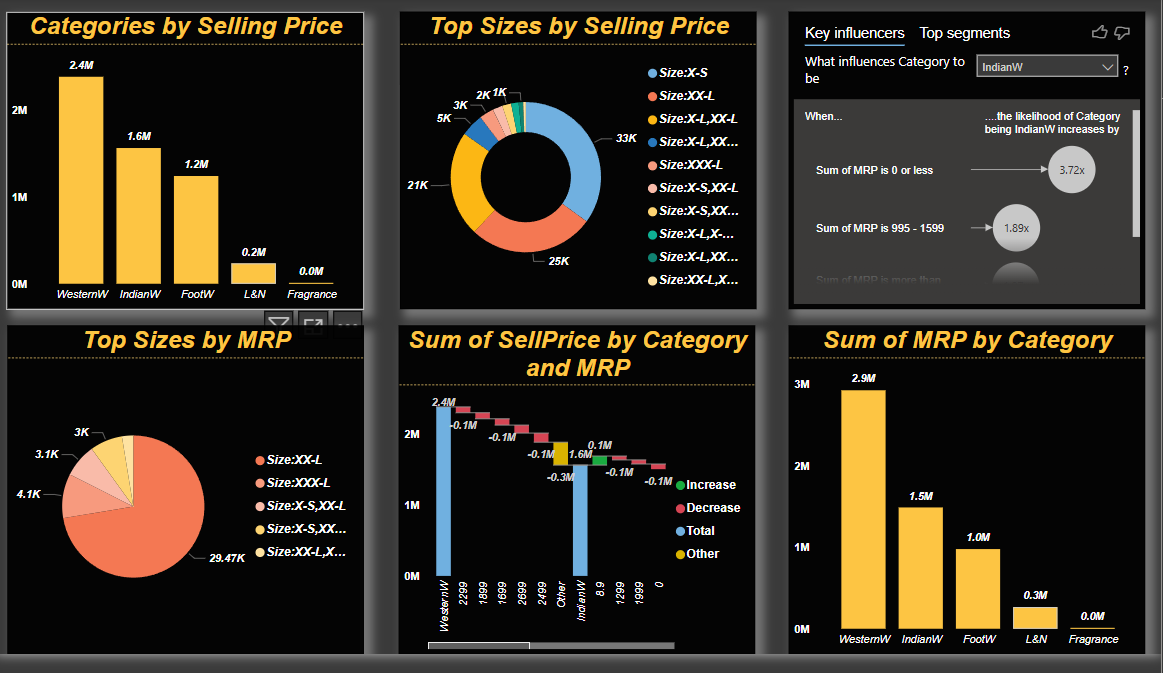 Categories by Selling Price
2.4M
2M
1.6M
1.2M
1M
0.2M
0.0M
0M
WesternW IndianW FootW L&N Fragrance
Top Sizes by Selling Price
33K
25K
21K
5K
3K
2K
1K
Size:X-S
Size:XX-L
Size:X-L,XX-L
Size:X-L,XX...
Size:XXX-L
Size:X-S,XX-L
Size:X-S,XX...
Size:X-L,X-...
Size:X-L,XX...
Size:XX-L,X...
Key influencers Top segments
What influences Category to
be
IndianW
?
When...
....the likelihood of Category
being IndianW increases by
Sum of MRP is 0 or less
3.72x
Sum of MRP is 995 - 1599
1.89x
Sum of MRP is more than
Top Sizes by MRP
3K
3.1K
4.1K
29.47K
Size:XX-L
Size:XXX-L
Size:X-S,XX-L
Size:X-S,XX...
Size:XX-L,X...
Sum of SellPrice by Category
and MRP
2.4M
2M
-0.1M
-0.1M
-0.1M
-0.3M
1.6M
0.1M
-0.1M
-0.1M
1M
0M
WesternW 2299 1899 1699 2699 2499 Other IndianW 8.9 1299 1999 0
Increase
Decrease
Total
Other
Sum of MRP by Category
3M
2.9M
2M
1.5M
1M
1.0M
0.3M
0.0M
0M
WesternW IndianW FootW L&N Fragrance